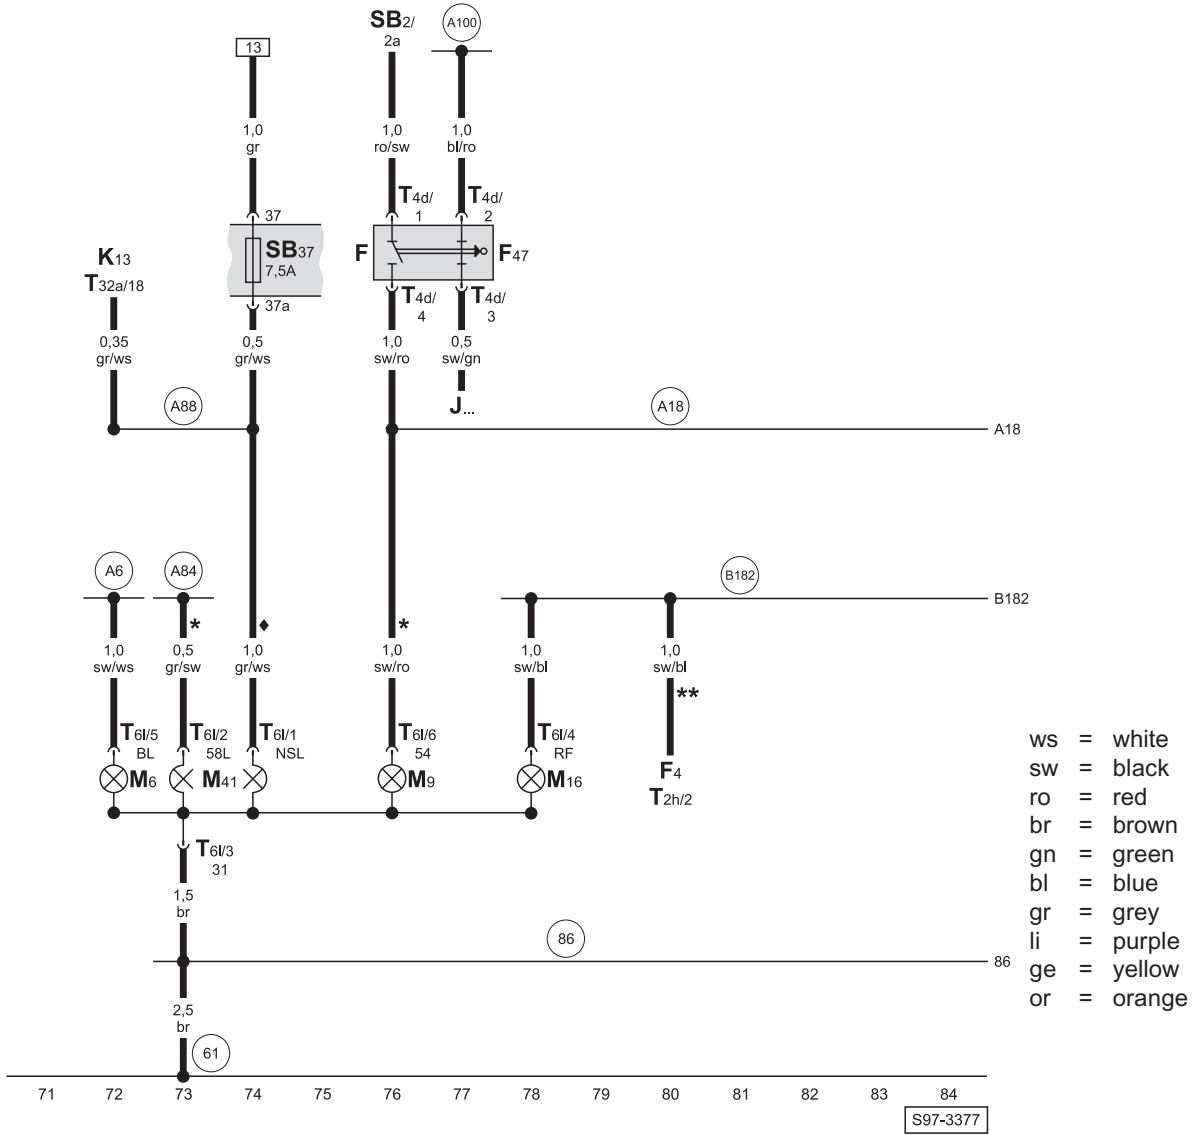 SB2/
2a
A100
13
1,0
gr
1,0
ro/sw
1,0
bl/ro
T4d/
1
T4d/
2
37
SB37
7,5A
37a
F
F47
K13
T32a/18
T4d/
4
T4d/
3
0,35
gr/ws
0,5
gr/ws
1,0
sw/ro
0,5
sw/gn
J...
A88
A18
A18
A6
A84
B182
B182
*
♦
*
1,0
sw/ws
0,5
gr/sw
1,0
gr/ws
1,0
sw/ro
1,0
sw/bl
1,0
sw/bl
**
T6l/5
BL
T6l/2
58L
T6l/1
NSL
T6l/6
54
T6l/4
RF
M6
M41
M9
M16
F4
T2h/2
T6l/3
31
1,5
br
86
86
2,5
br
61
71 72 73 74 75 76 77 78 79 80 81 82 83 84
S97-3377
ws = white
sw = black
ro = red
br = brown
gn = green
bl = blue
gr = grey
li = purple
ge = yellow
or = orange